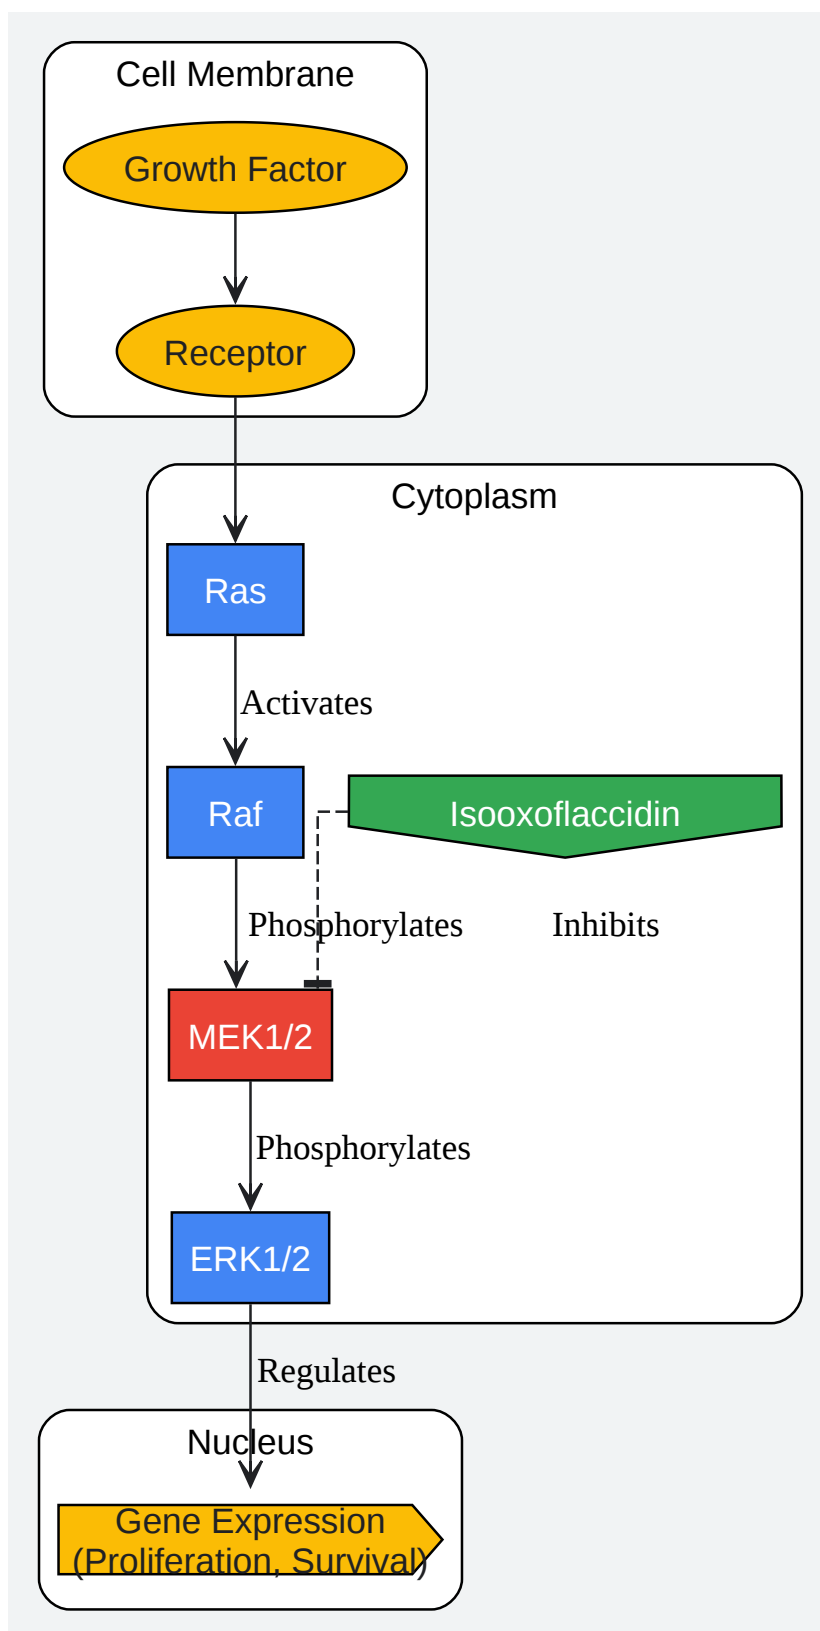 Cell Membrane
Growth Factor
Receptor
Cytoplasm
Ras
Activates
Raf
Isooxoflaccidin
Phosphorylates
Inhibits
MEK1/2
Phosphorylates
ERK1/2
Regulates
Nucleus
Gene Expression
(Proliferation, Survival)